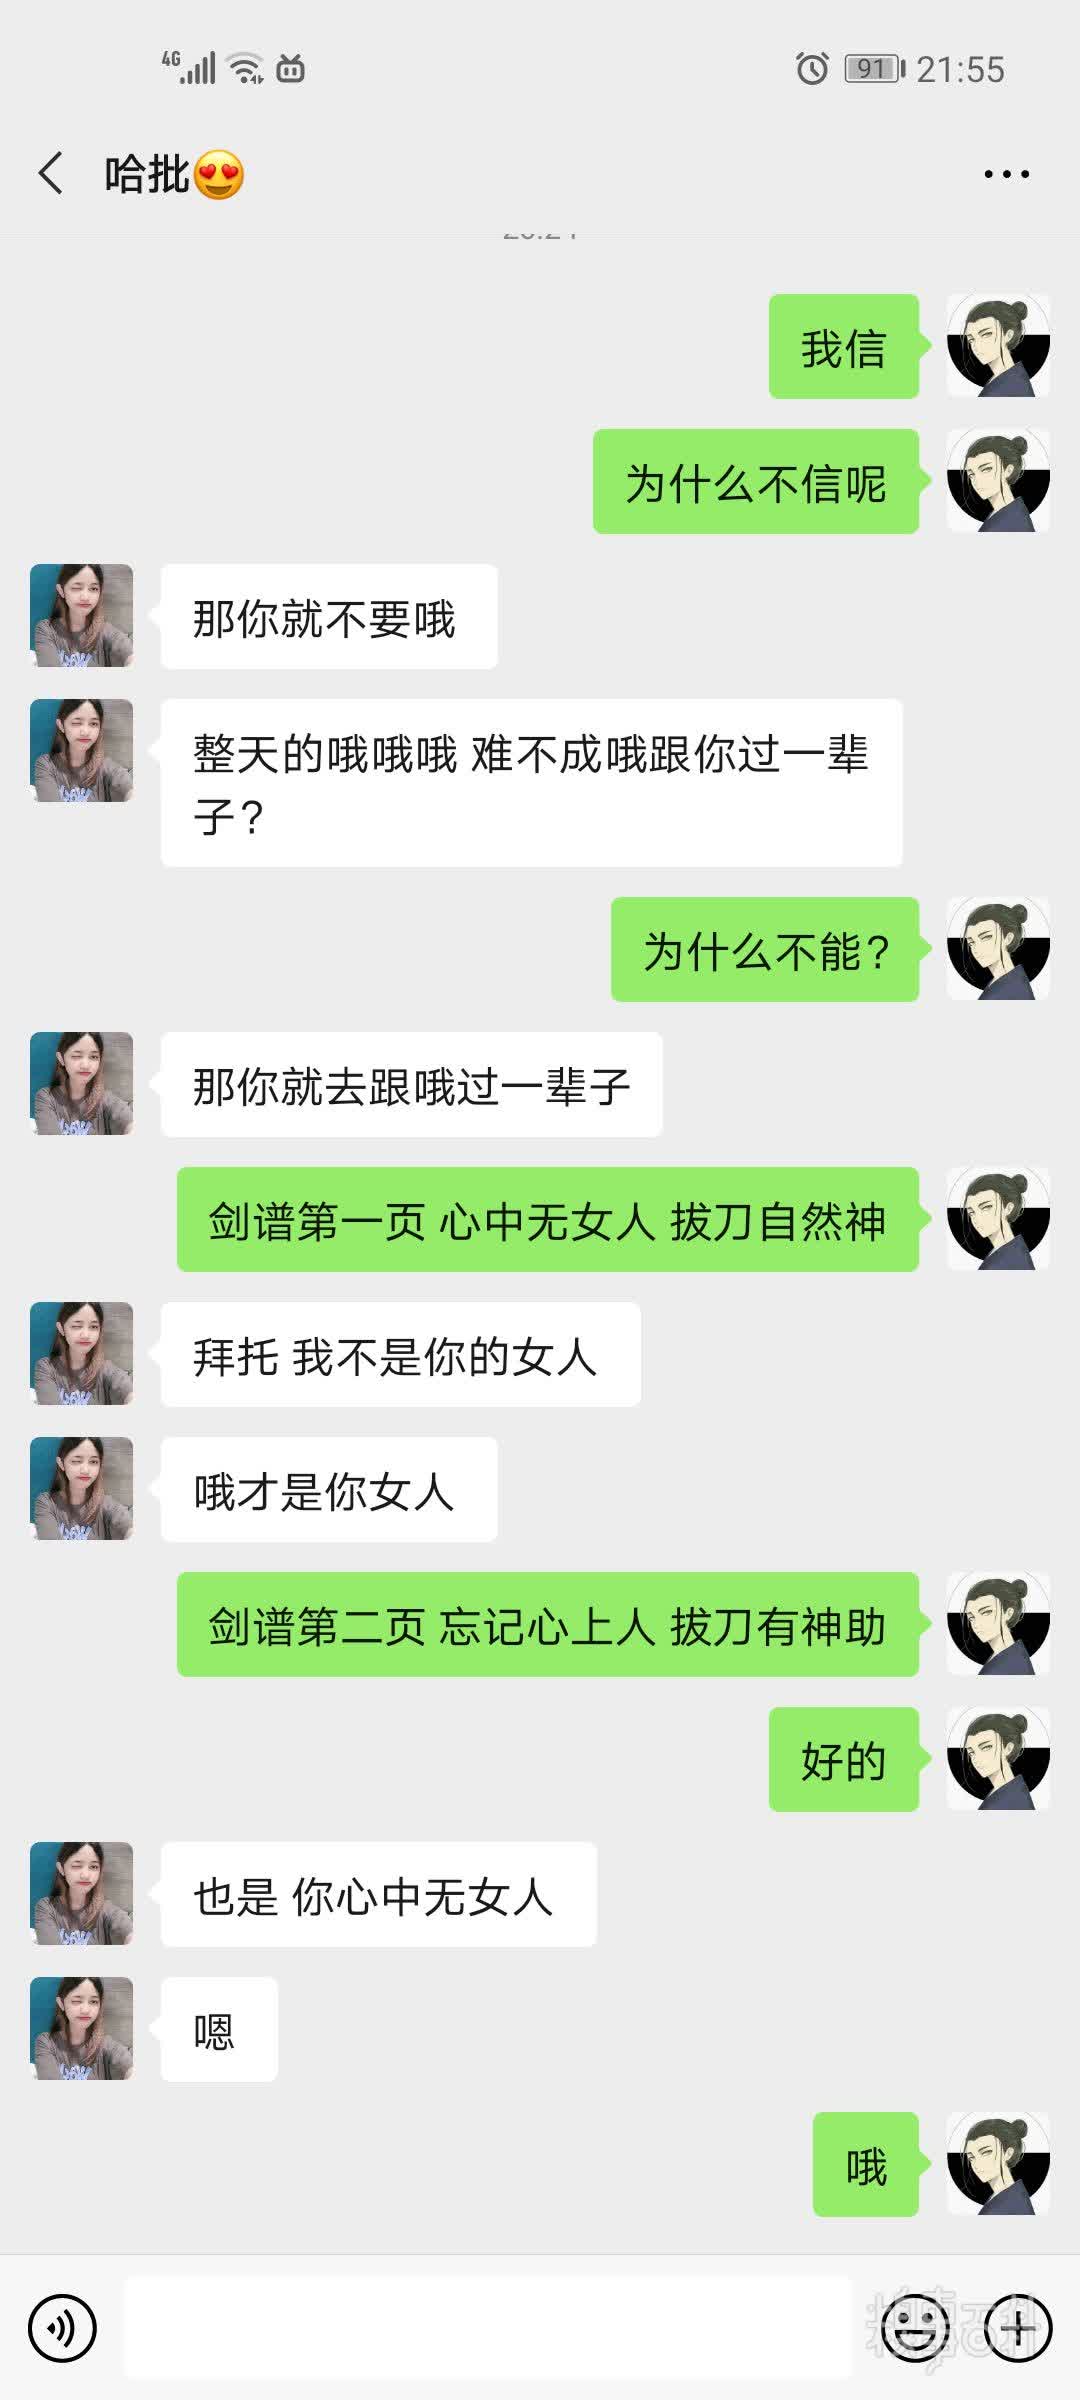 4G
91
21:55
哈批😍
我信
为什么不信呢
那你就不要哦
整天的哦哦哦 难不成哦跟你过一辈
子?
为什么不能?
那你就去跟哦过一辈子
剑谱第一页 心中无女人 拔刀自然神
拜托 我不是你的女人
哦才是你女人
剑谱第二页 忘记心上人 拔刀有神助
好的
也是 你心中无女人
嗯
哦